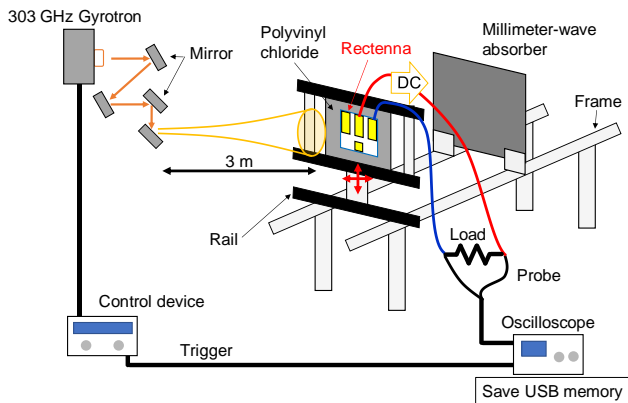 303 GHz Gyrotron
Mirror
Polyvinyl
chloride
Rectenna
DC
Millimeter-wave
absorber
Frame
3 m
Rail
Load
Probe
Control device
Oscilloscope
Trigger
Save USB memory